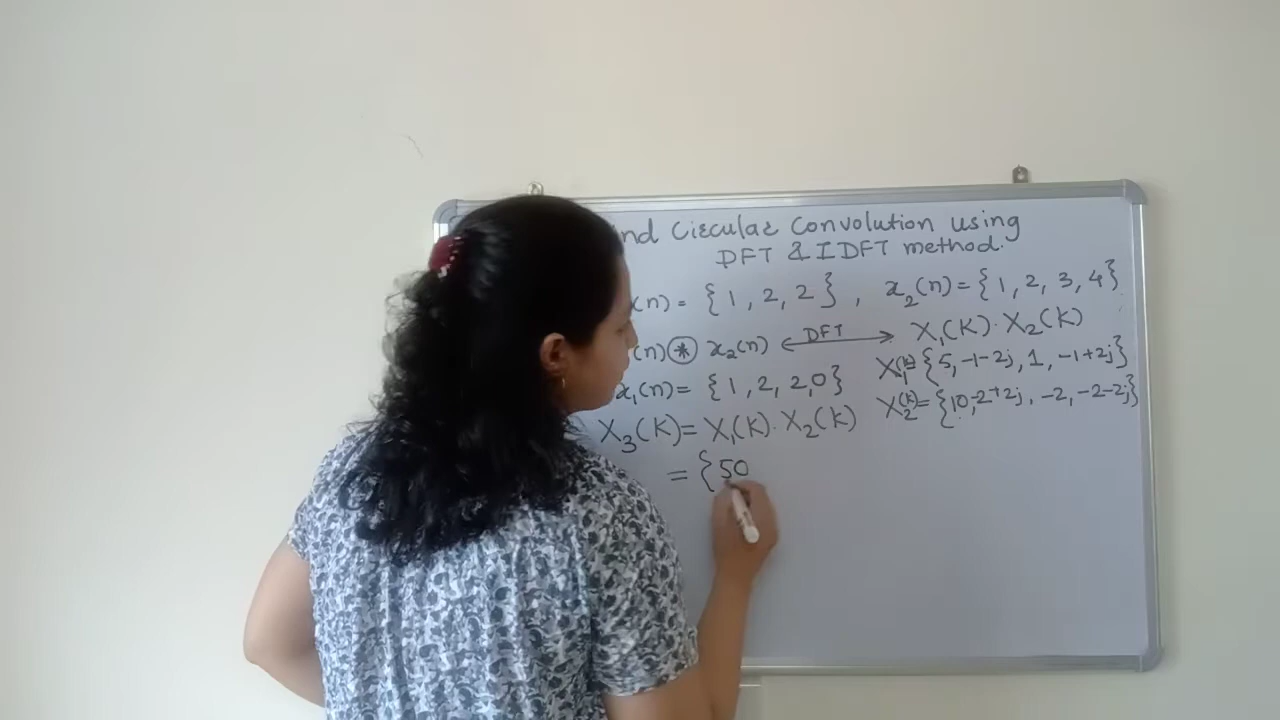 nd Circular Convolution using
DFT & IDFT method.
(n) = {1, 2, 2}, x₂(n) = {1, 2, 3, 4}
(n) ⊛ x₂(n) ⟷ DFT X₁(K)·X₂(K)
x₁(n) = {1, 2, 2, 0} X₁(k) = {5, -1-2j, 1, -1+2j}
X₃(K) = X₁(K)·X₂(K) X₂(k) = {10, -2+2j, -2, -2-2j}
= {50